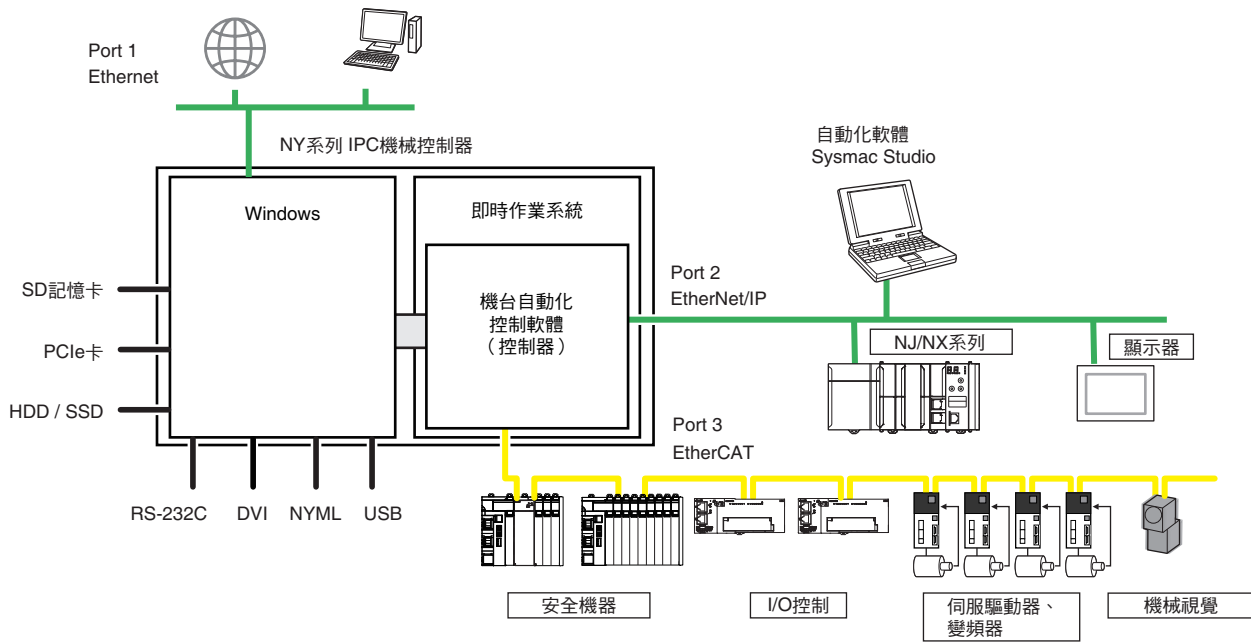 Port 1
Ethernet
NY系列 IPC機械控制器
自動化軟體
Sysmac Studio
Windows
即時作業系統
機台自動化
控制軟體
（控制器）
Port 2
EtherNet/IP
SD記憶卡
PCIe卡
HDD / SSD
NJ/NX系列
顯示器
Port 3
EtherCAT
RS-232C
DVI
NYML
USB
安全機器
I/O控制
伺服驅動器、
變頻器
機械視覺